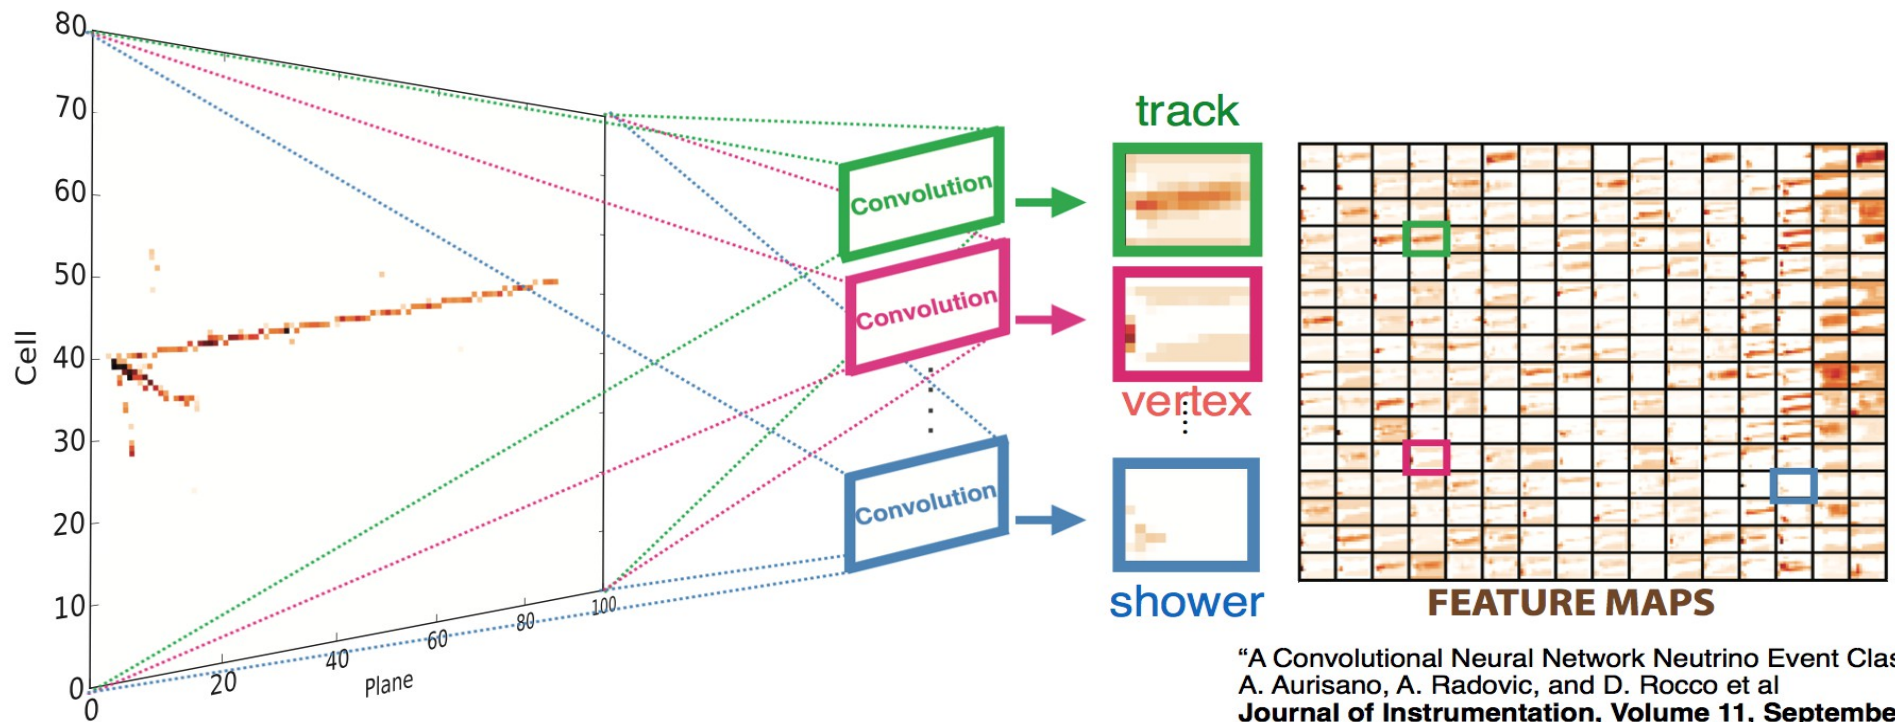 80
70
60
50
40
30
20
10
0
Cell
0
20
40
60
80
100
Plane
Convolution
Convolution
Convolution
track
vertex
shower
FEATURE MAPS
“A Convolutional Neural Network Neutrino Event Clas
A. Aurisano, A. Radovic, and D. Rocco et al
Journal of Instrumentation, Volume 11, Septembe